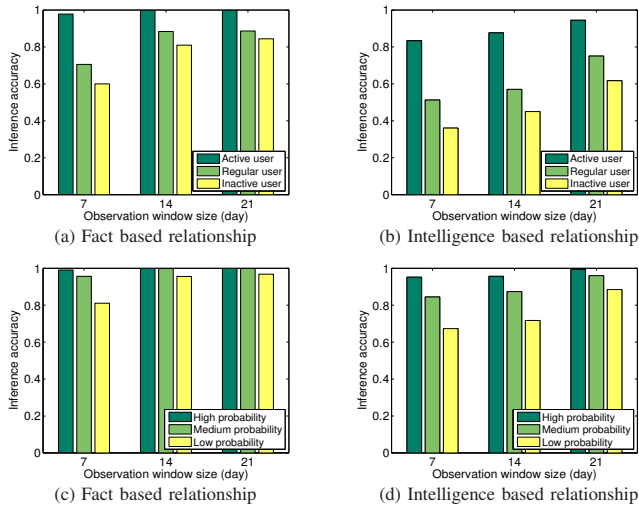 1
0.8
0.6
0.4
0.2
0
Inference accuracy
Active user
Regular user
Inactive user
7 14 21
Observation window size (day)
(a) Fact based relationship
1
0.8
0.6
0.4
0.2
0
Inference accuracy
Active user
Regular user
Inactive user
7 14 21
Observation window size (day)
(b) Intelligence based relationship
1
0.8
0.6
0.4
0.2
0
Inference accuracy
High probability
Medium probability
Low probability
7 14 21
Observation window size (day)
(c) Fact based relationship
1
0.8
0.6
0.4
0.2
0
Inference accuracy
High probability
Medium probability
Low probability
7 14 21
Observation window size (day)
(d) Intelligence based relationship